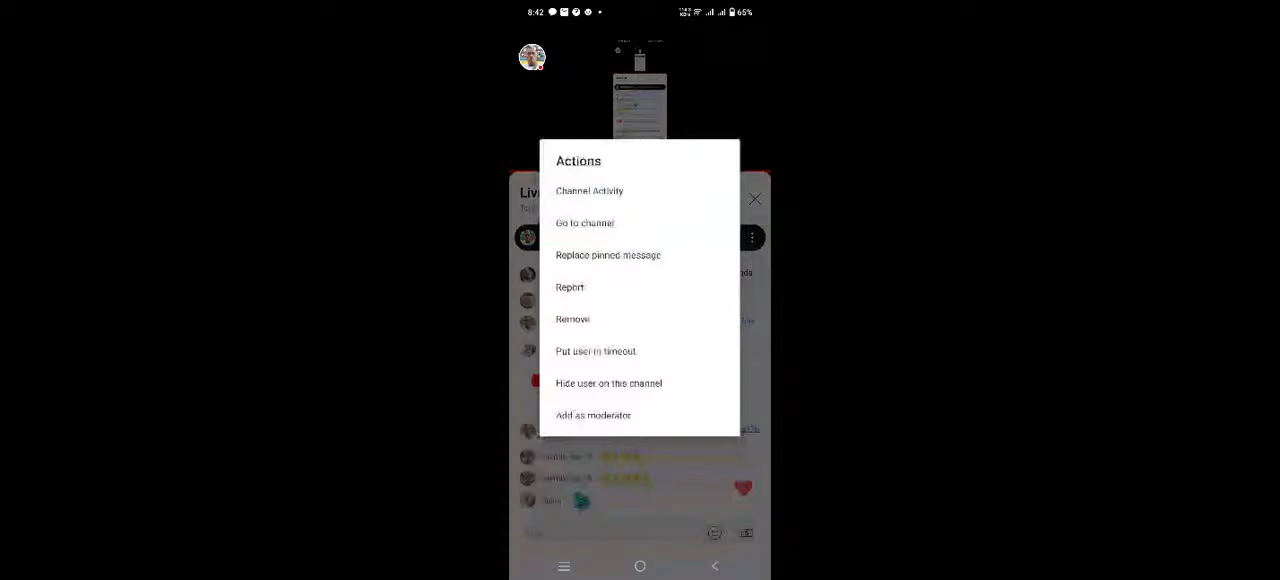 8:42
65%
Actions
Channel Activity
Go to channel
Replace pinned message
Report
Remove
Put user in timeout
Hide user on this channel
Add as moderator